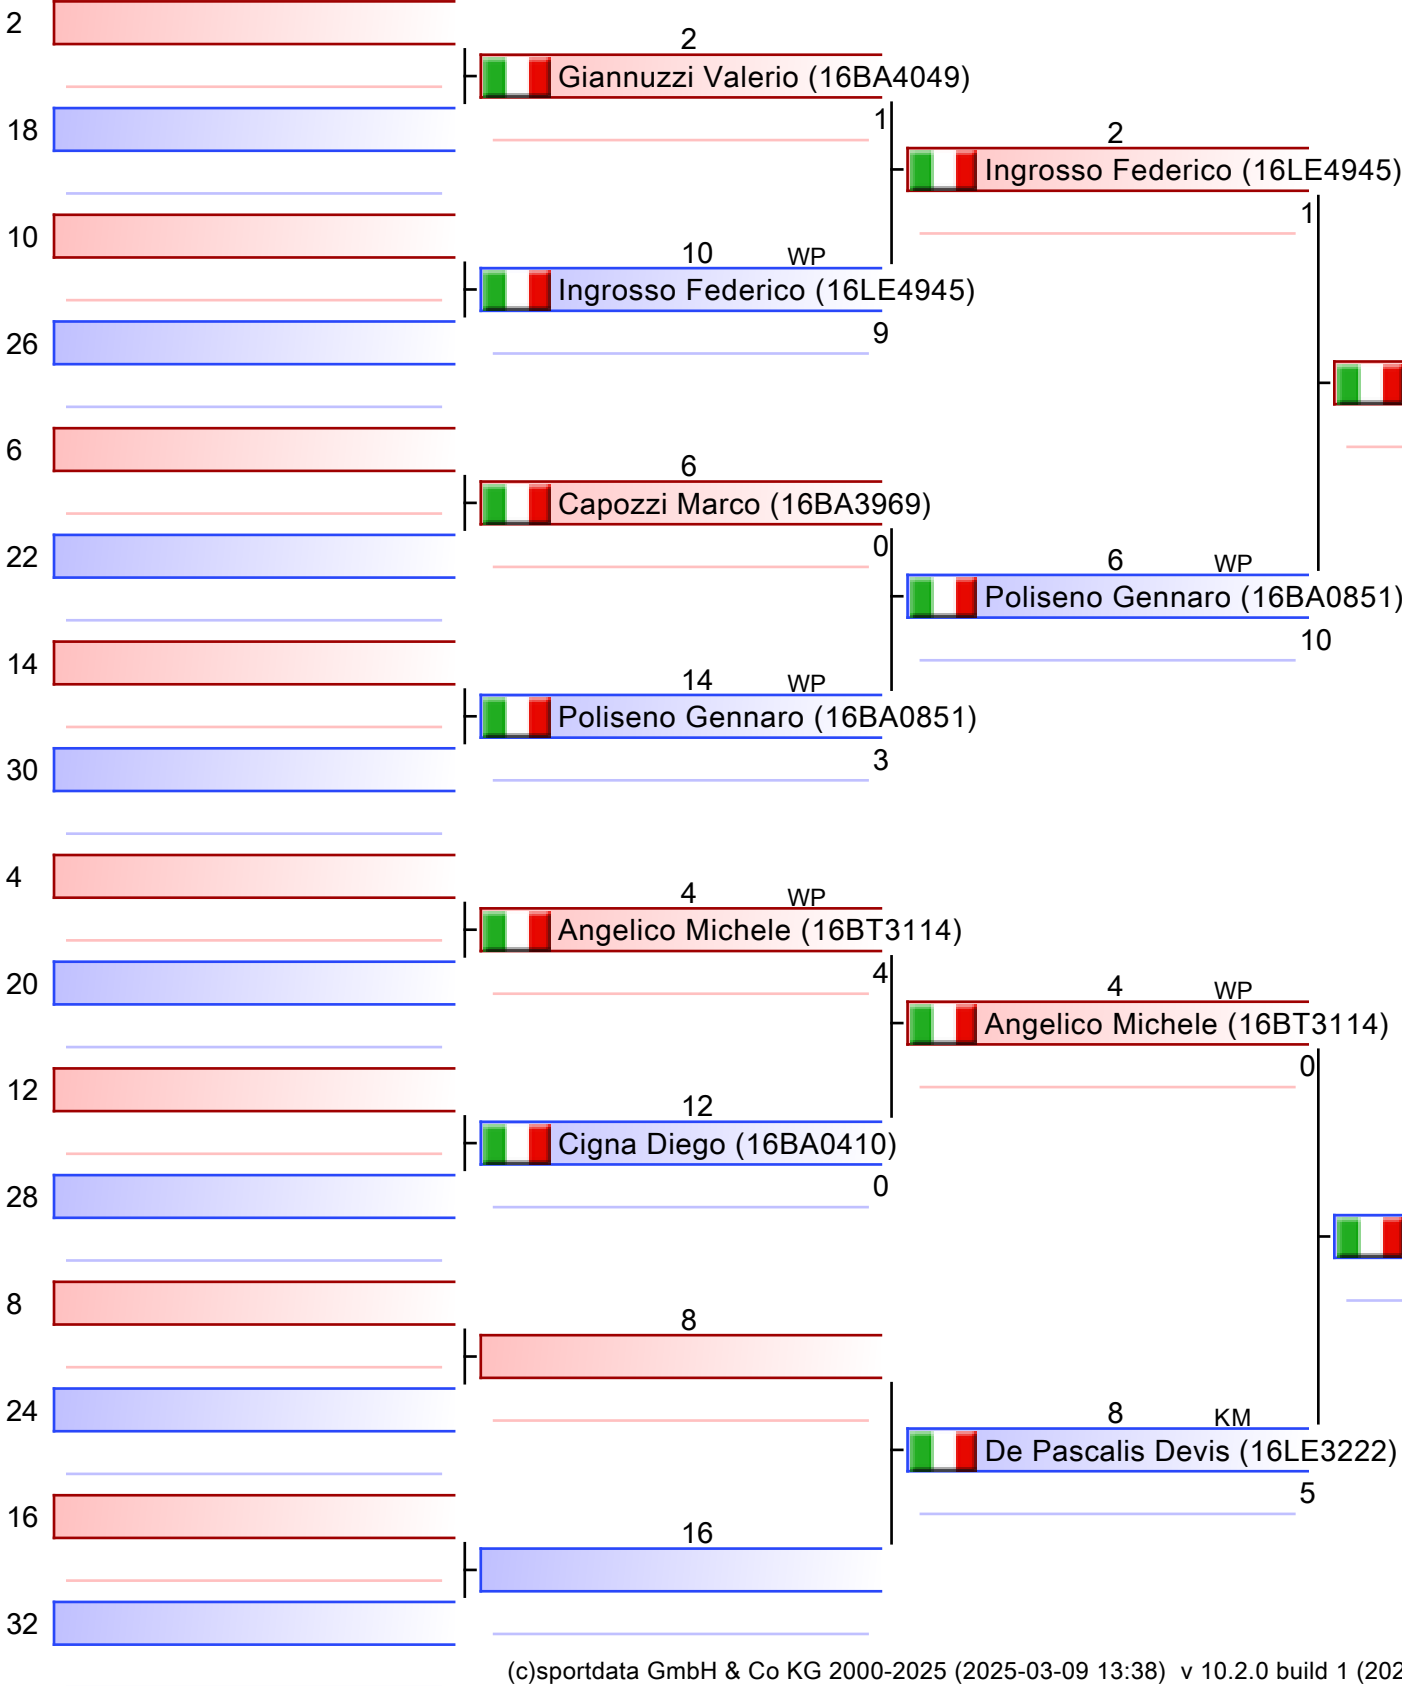 2
2
Giannuzzi Valerio (16BA4049)
1
18
2
Ingrosso Federico (16LE4945)
1
10
10 WP
Ingrosso Federico (16LE4945)
9
26
6
6
Capozzi Marco (16BA3969)
0
22
6 WP
Poliseno Gennaro (16BA0851)
10
14
14 WP
Poliseno Gennaro (16BA0851)
3
30
4
4 WP
Angelico Michele (16BT3114)
4
20
4 WP
Angelico Michele (16BT3114)
0
12
12
Cigna Diego (16BA0410)
0
28
8
8
24
8 KM
De Pascalis Devis (16LE3222)
5
16
16
32
(c)sportdata GmbH & Co KG 2000-2025 (2025-03-09 13:38) v 10.2.0 build 1 (202